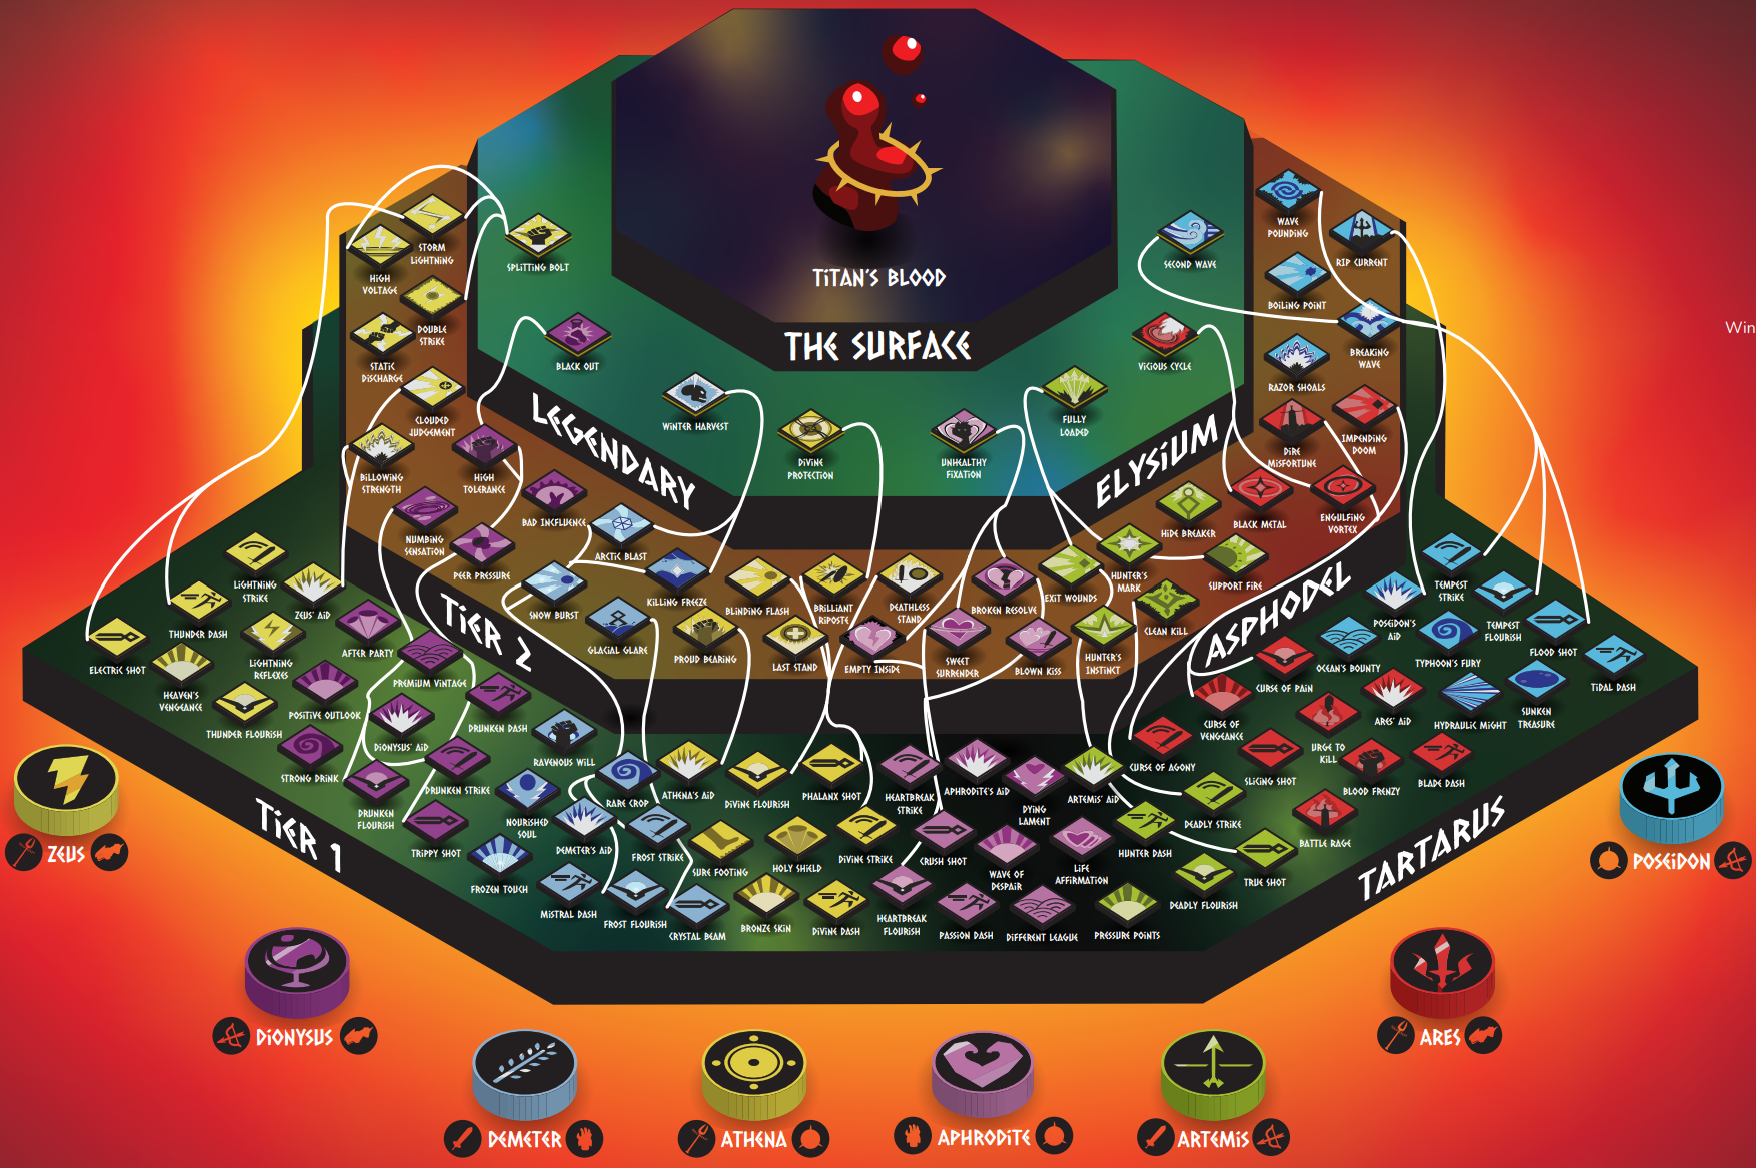 TITAN'S BLOOD
THE SURFACE
LEGENDARY
ELYSIUM
SPLITTING BOLT
BLACK OUT
WINTER HARVEST
DIVINE
PROTECTION
UNHEALTHY
FIXATION
FULLY
LOADED
VICIOUS CYCLE
SECOND WAVE
Win
TIER 2
ASPHODEL
STORM
LIGHTNING
HIGH
VOLTAGE
DOUBLE
STRIKE
STATIC
DISCHARGE
CLOUDED
JUDGEMENT
BILLOWING
STRENGTH
HIGH
TOLERANCE
NUMBING
SENSATION
BAD INCFLUENCE
PEER PRESSURE
ARCTIC BLAST
SNOW BURST
KILLING FREEZE
GLACIAL GLARE
BLINDING FLASH
PROUD BEARING
BRILLIANT
RIPOSTE
DEATHLESS
STAND
LAST STAND
EMPTY INSIDE
BROKEN RESOLVE
SWEET
SURRENDER
BLOWN KISS
EXIT WOUNDS
HUNTER'S
MARK
HUNTER'S
INSTINCT
CLEAN KILL
SUPPORT FIRE
HIDE BREAKER
BLACK METAL
ENGULFING
VORTEX
DIRE
MISFORTUNE
IMPENDING
DOOM
RAZOR SHOALS
BREAKING
WAVE
BOILING POINT
RIP CURRENT
WAVE
POUNDING
TIER 1
TARTARUS
LIGHTNING
STRIKE
ZEUS' AID
THUNDER DASH
ELECTRIC SHOT
LIGHTNING
REFLEXES
HEAVEN'S
VENGEANCE
THUNDER FLOURISH
AFTER PARTY
PREMIUM VINTAGE
POSITIVE OUTLOOK
DRUNKEN DASH
DIONYSUS' AID
STRONG DRINK
DRUNKEN STRIKE
DRUNKEN
FLOURISH
TRIPPY SHOT
RAVENOUS WILL
RARE CROP
NOURISHED
SOUL
DEMETER'S AID
FROST STRIKE
FROZEN TOUCH
MISTRAL DASH
FROST FLOURISH
CRYSTAL BEAM
ATHENA'S AID
DIVINE FLOURISH
PHALANX SHOT
SURE FOOTING
HOLY SHIELD
DIVINE STRIKE
BRONZE SKIN
DIVINE DASH
HEARTBREAK
STRIKE
APHRODITE'S AID
DYING
LAMENT
CRUSH SHOT
WAVE OF
DESPAIR
LIFE
AFFIRMATION
HEARTBREAK
FLOURISH
PASSION DASH
DIFFERENT LEAGUE
ARTEMIS' AID
DEADLY STRIKE
HUNTER DASH
TRUE SHOT
DEADLY FLOURISH
PRESSURE POINTS
CURSE OF PAIN
CURSE OF
VENGEANCE
CURSE OF AGONY
ARES' AID
URGE TO
KILL
SLICING SHOT
BLOOD FRENZY
BLADE DASH
BATTLE RAGE
TEMPEST
STRIKE
POSEIDON'S
AID
TEMPEST
FLOURISH
OCEAN'S BOUNTY
TYPHOON'S FURY
FLOOD SHOT
TIDAL DASH
HYDRAULIC MIGHT
SUNKEN
TREASURE
ZEUS
POSEIDON
DIONYSUS
ARES
DEMETER
ATHENA
APHRODITE
ARTEMIS